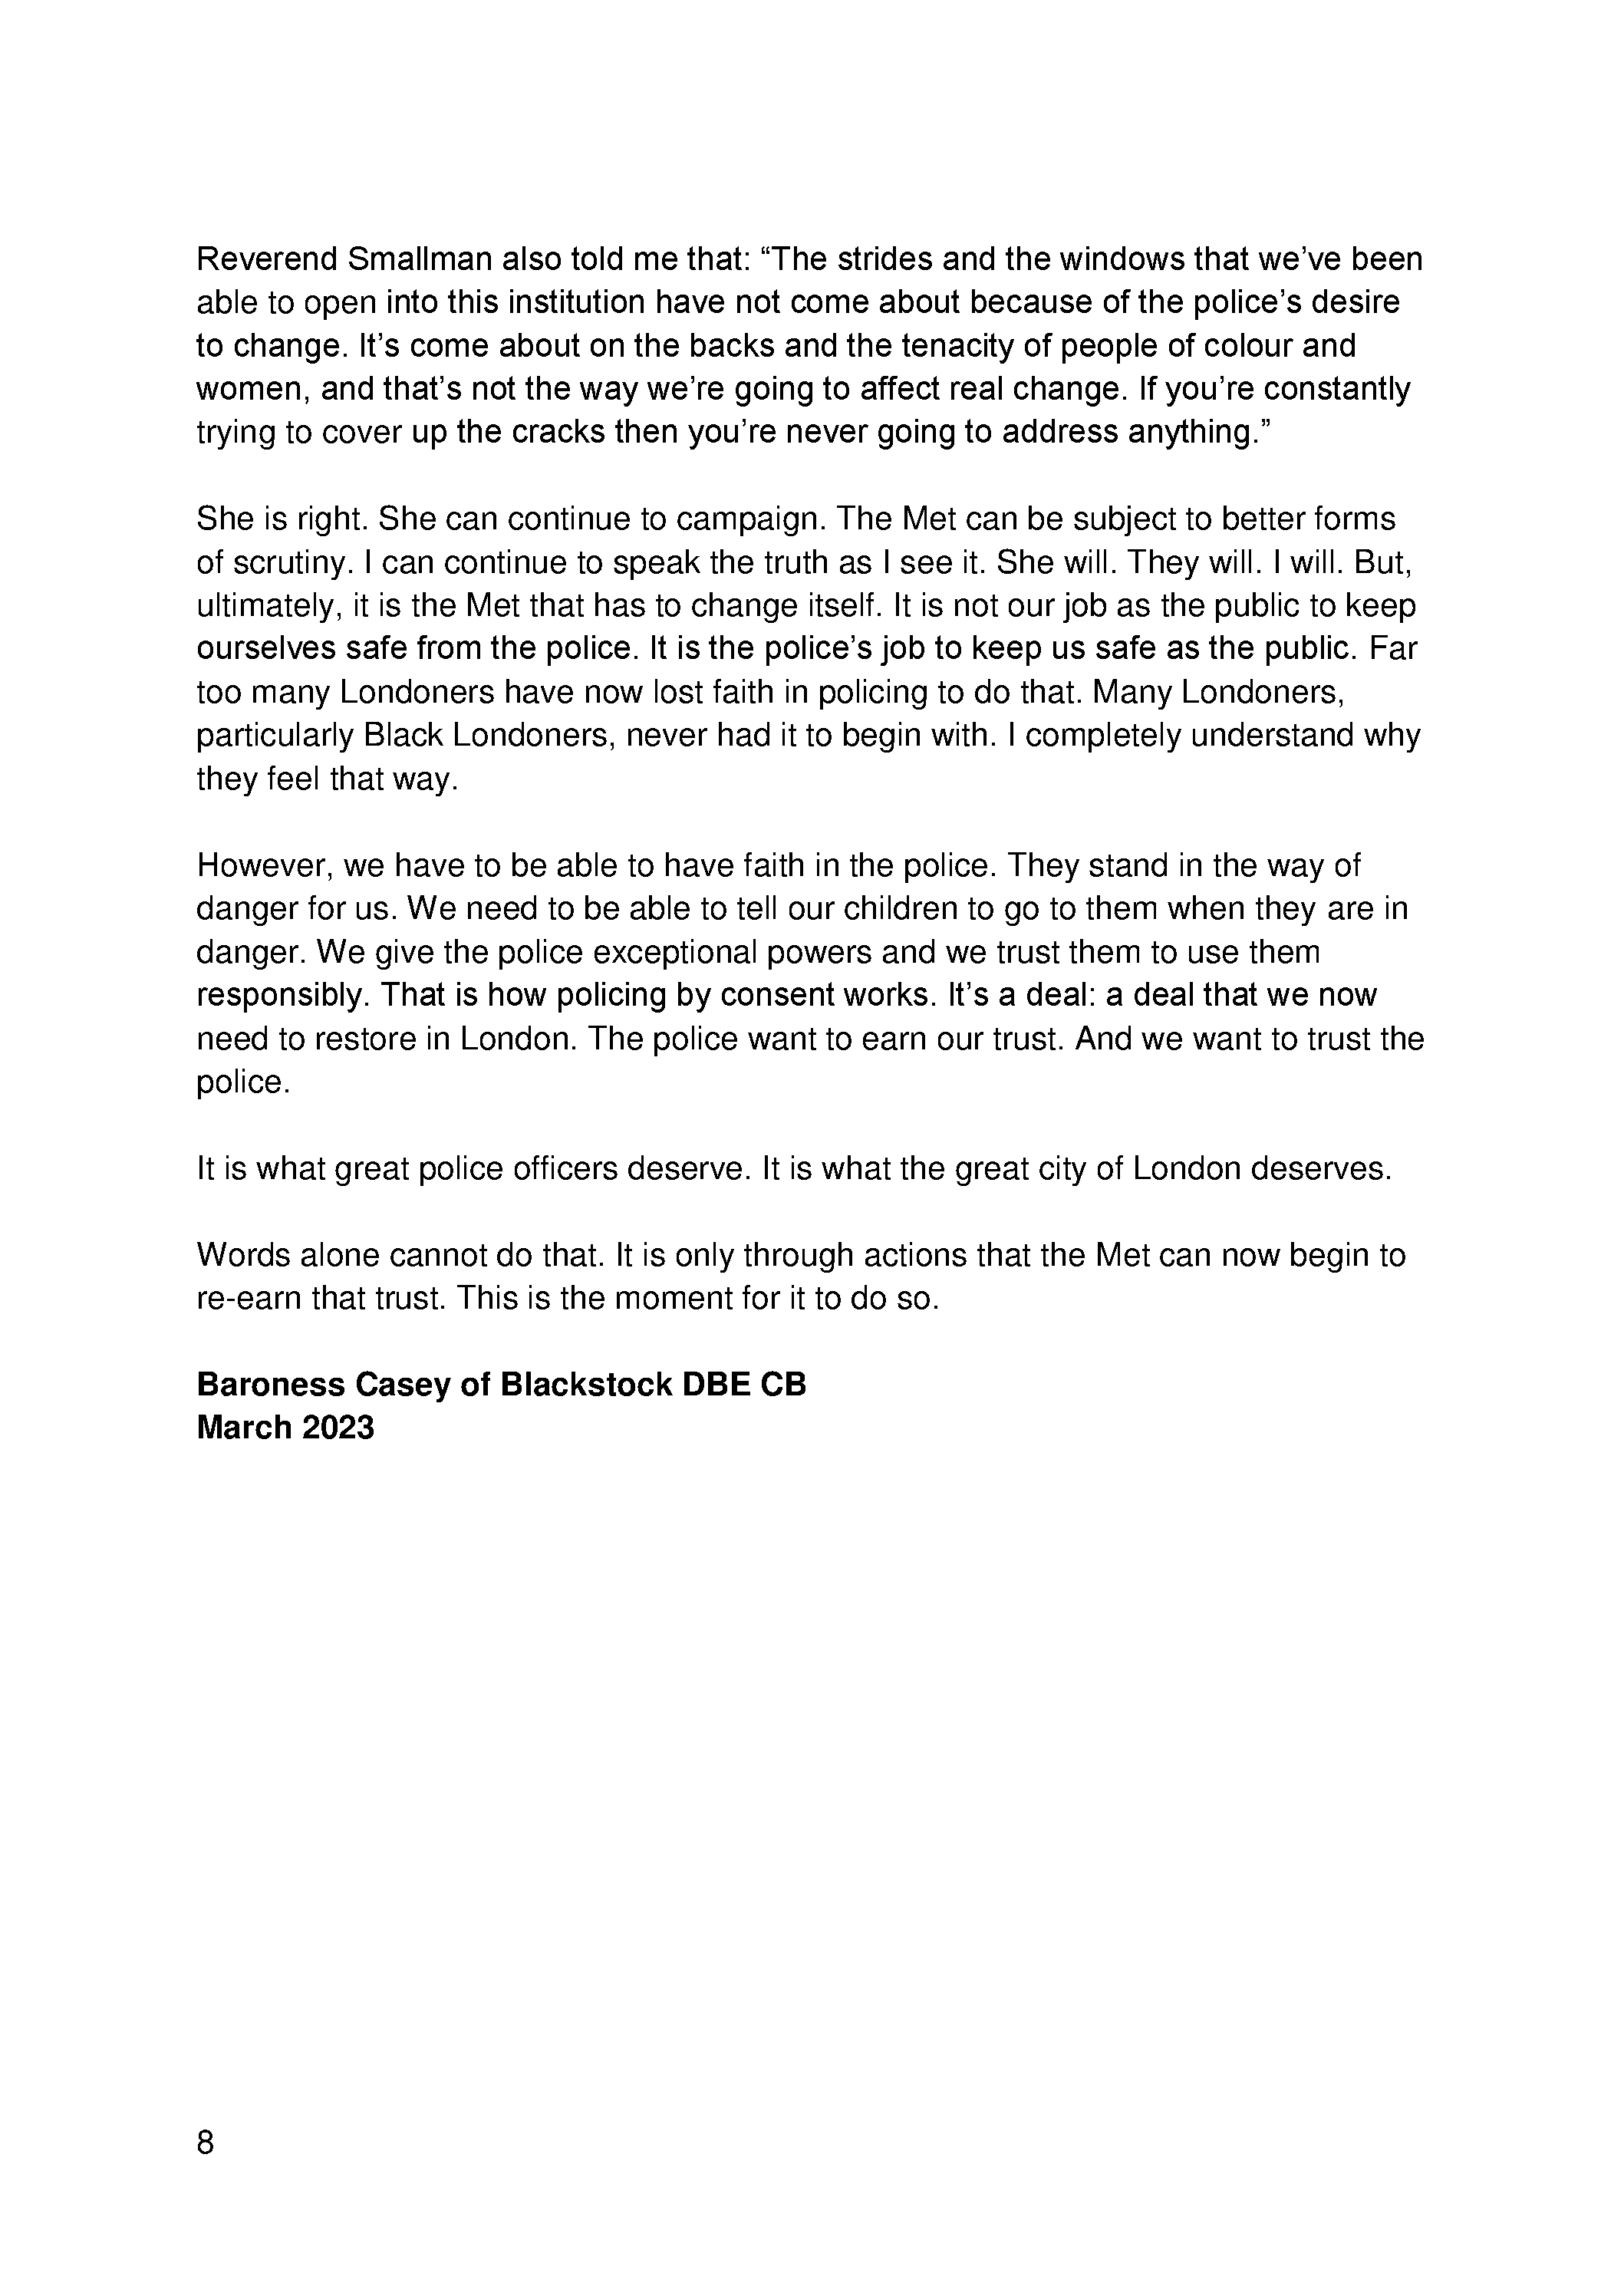 Reverend Smallman also told me that: “The strides and the windows that we’ve been
able to open into this institution have not come about because of the police’s desire
to change. It’s come about on the backs and the tenacity of people of colour and
women, and that’s not the way we’re going to affect real change. If you’re constantly
trying to cover up the cracks then you’re never going to address anything.”
She is right. She can continue to campaign. The Met can be subject to better forms
of scrutiny. I can continue to speak the truth as I see it. She will. They will. I will. But,
ultimately, it is the Met that has to change itself. It is not our job as the public to keep
ourselves safe from the police. It is the police’s job to keep us safe as the public. Far
too many Londoners have now lost faith in policing to do that. Many Londoners,
particularly Black Londoners, never had it to begin with. I completely understand why
they feel that way.
However, we have to be able to have faith in the police. They stand in the way of
danger for us. We need to be able to tell our children to go to them when they are in
danger. We give the police exceptional powers and we trust them to use them
responsibly. That is how policing by consent works. It’s a deal: a deal that we now
need to restore in London. The police want to earn our trust. And we want to trust the
police.
It is what great police officers deserve. It is what the great city of London deserves.
Words alone cannot do that. It is only through actions that the Met can now begin to
re-earn that trust. This is the moment for it to do so.
Baroness Casey of Blackstock DBE CB
March 2023
8